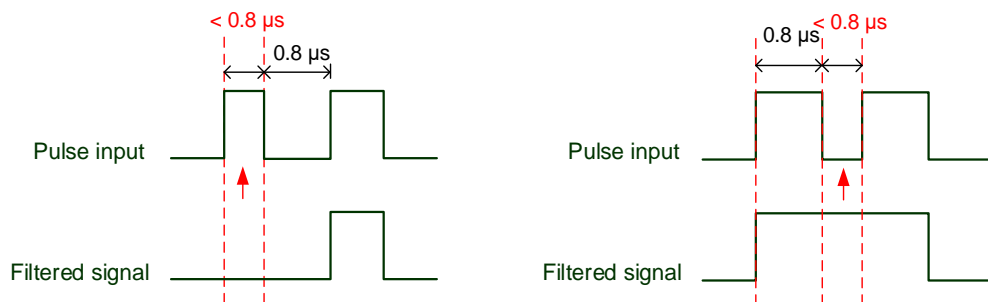 < 0.8 µs
0.8 µs
Pulse input
Filtered signal
< 0.8 µs
0.8 µs
Pulse input
Filtered signal